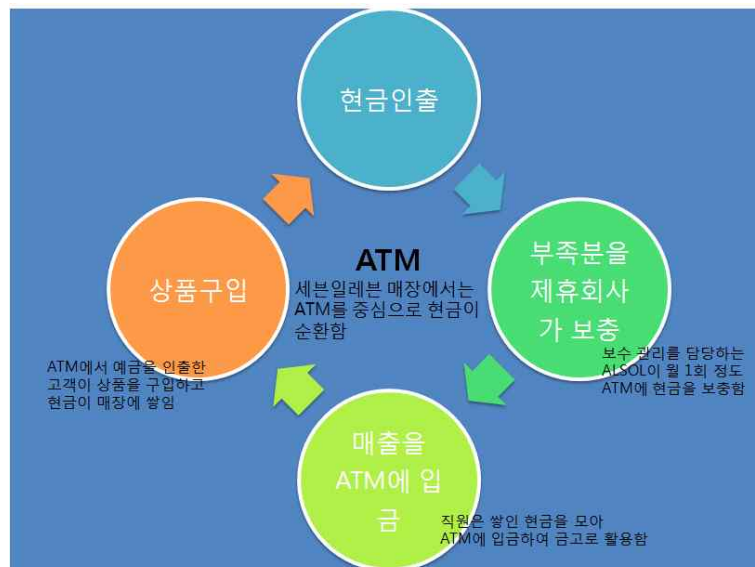 현금인출
부족분을
제휴회사
가 보충
보수 관리를 담당하는
ALSOL이 월 1회 정도
ATM에 현금을 보충함
ATM
세븐일레븐 매장에서는
ATM를 중심으로 현금이
순환함
상품구입
ATM에서 예금을 인출한
고객이 상품을 구입하고
현금이 매장에 쌓임
매출을
ATM에 입
금
직원은 쌓인 현금을 모아
ATM에 입금하여 금고로 활용함